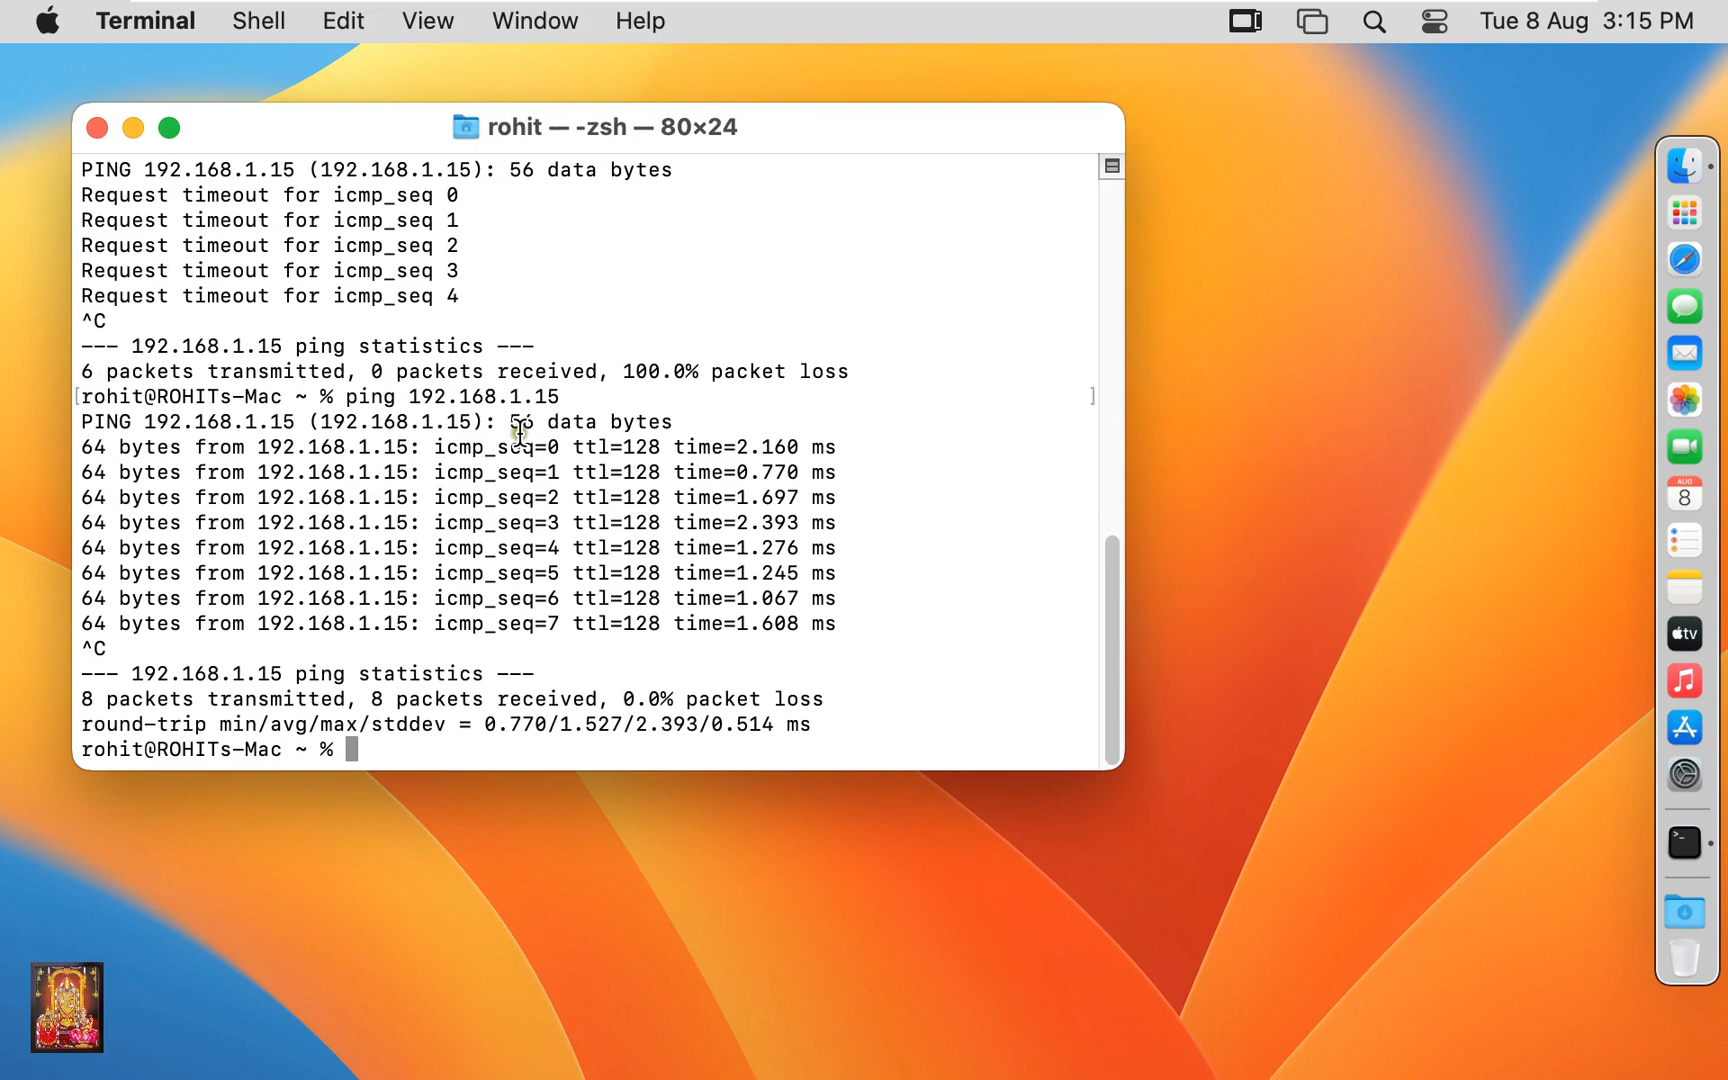 Terminal Shell Edit View Window Help Tue 8 Aug 3:15 PM
rohit — -zsh — 80×24
PING 192.168.1.15 (192.168.1.15): 56 data bytes
Request timeout for icmp_seq 0
Request timeout for icmp_seq 1
Request timeout for icmp_seq 2
Request timeout for icmp_seq 3
Request timeout for icmp_seq 4
^C
--- 192.168.1.15 ping statistics ---
6 packets transmitted, 0 packets received, 100.0% packet loss
[rohit@ROHITs-Mac ~ % ping 192.168.1.15 ]
PING 192.168.1.15 (192.168.1.15): 56 data bytes
64 bytes from 192.168.1.15: icmp_seq=0 ttl=128 time=2.160 ms
64 bytes from 192.168.1.15: icmp_seq=1 ttl=128 time=0.770 ms
64 bytes from 192.168.1.15: icmp_seq=2 ttl=128 time=1.697 ms
64 bytes from 192.168.1.15: icmp_seq=3 ttl=128 time=2.393 ms
64 bytes from 192.168.1.15: icmp_seq=4 ttl=128 time=1.276 ms
64 bytes from 192.168.1.15: icmp_seq=5 ttl=128 time=1.245 ms
64 bytes from 192.168.1.15: icmp_seq=6 ttl=128 time=1.067 ms
64 bytes from 192.168.1.15: icmp_seq=7 ttl=128 time=1.608 ms
^C
--- 192.168.1.15 ping statistics ---
8 packets transmitted, 8 packets received, 0.0% packet loss
round-trip min/avg/max/stddev = 0.770/1.527/2.393/0.514 ms
rohit@ROHITs-Mac ~ %
AUG
8
tv
>_